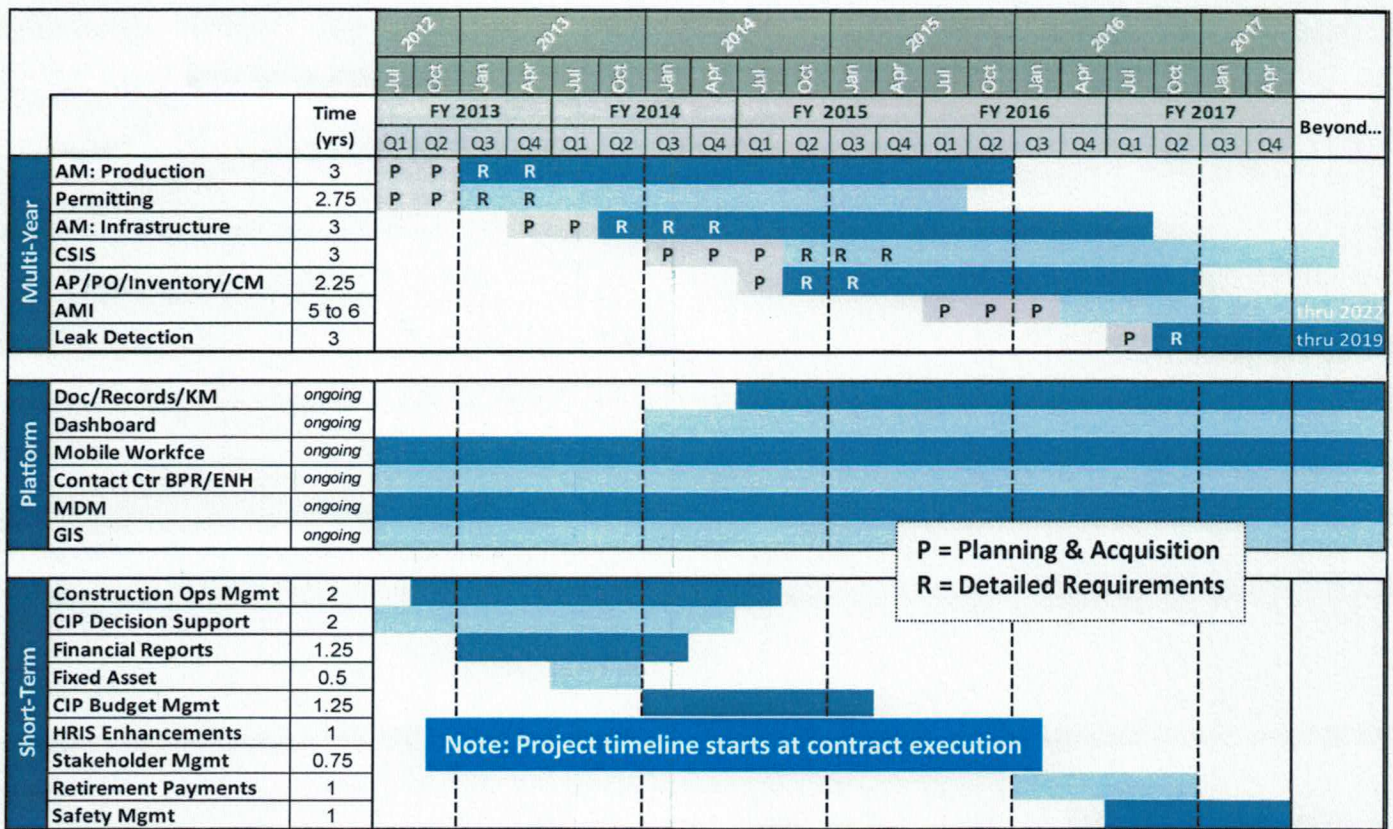 2012 2013 2014 2015 2016 2017
Jul Oct Jan Apr Jul Oct Jan Apr Jul Oct Jan Apr Jul Oct Jan Apr Jul Oct Jan Apr
Time (yrs) FY 2013 FY 2014 FY 2015 FY 2016 FY 2017 Beyond...
Q1 Q2 Q3 Q4 Q1 Q2 Q3 Q4 Q1 Q2 Q3 Q4 Q1 Q2 Q3 Q4 Q1 Q2 Q3 Q4
Multi-Year
AM: Production 3 P P R R
Permitting 2.75 P P R R
AM: Infrastructure 3 P P R R R
CSIS 3 P P P R R R
AP/PO/Inventory/CM 2.25 P R R
AMI 5 to 6 P P P thru 2022
Leak Detection 3 P R thru 2019
Platform
Doc/Records/KM ongoing
Dashboard ongoing
Mobile Workfce ongoing
Contact Ctr BPR/ENH ongoing
MDM ongoing
GIS ongoing
P = Planning & Acquisition
R = Detailed Requirements
Short-Term
Construction Ops Mgmt 2
CIP Decision Support 2
Financial Reports 1.25
Fixed Asset 0.5
CIP Budget Mgmt 1.25
HRIS Enhancements 1
Stakeholder Mgmt 0.75
Note: Project timeline starts at contract execution
Retirement Payments 1
Safety Mgmt 1